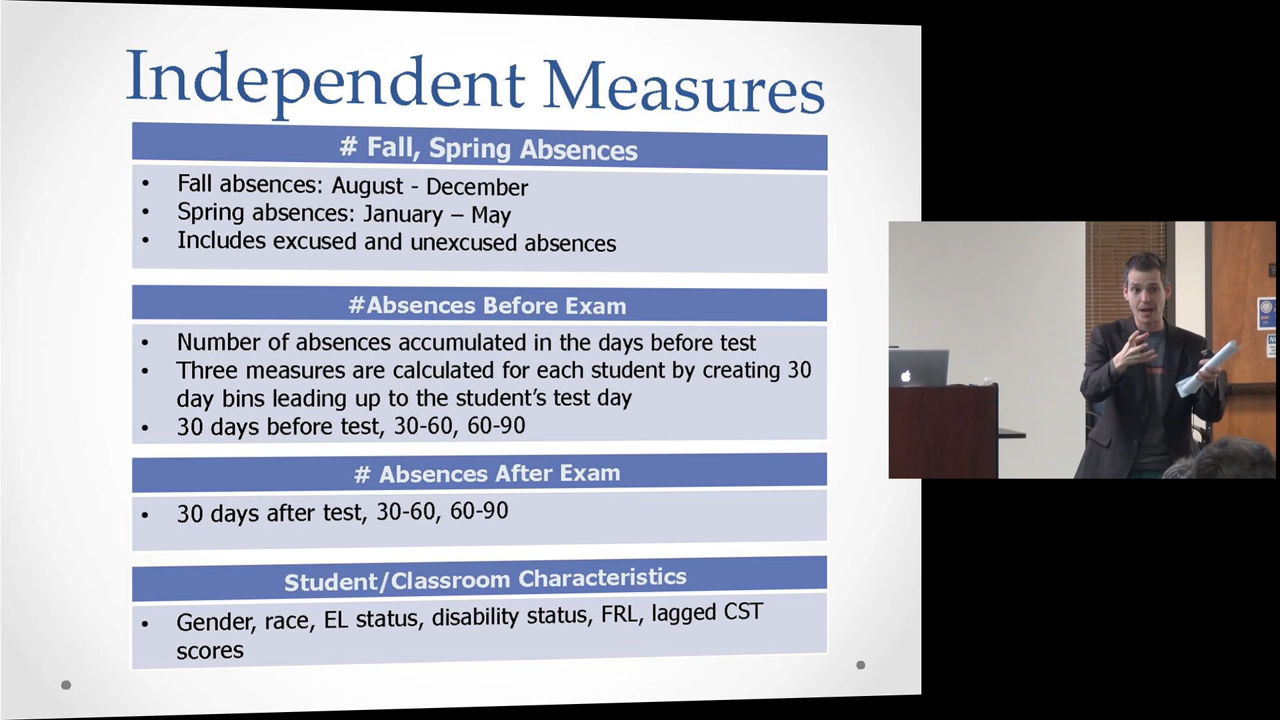 Independent Measures
# Fall, Spring Absences
• Fall absences: August - December
• Spring absences: January – May
• Includes excused and unexcused absences
#Absences Before Exam
• Number of absences accumulated in the days before test
• Three measures are calculated for each student by creating 30
day bins leading up to the student’s test day
• 30 days before test, 30-60, 60-90
# Absences After Exam
• 30 days after test, 30-60, 60-90
Student/Classroom Characteristics
• Gender, race, EL status, disability status, FRL, lagged CST
scores